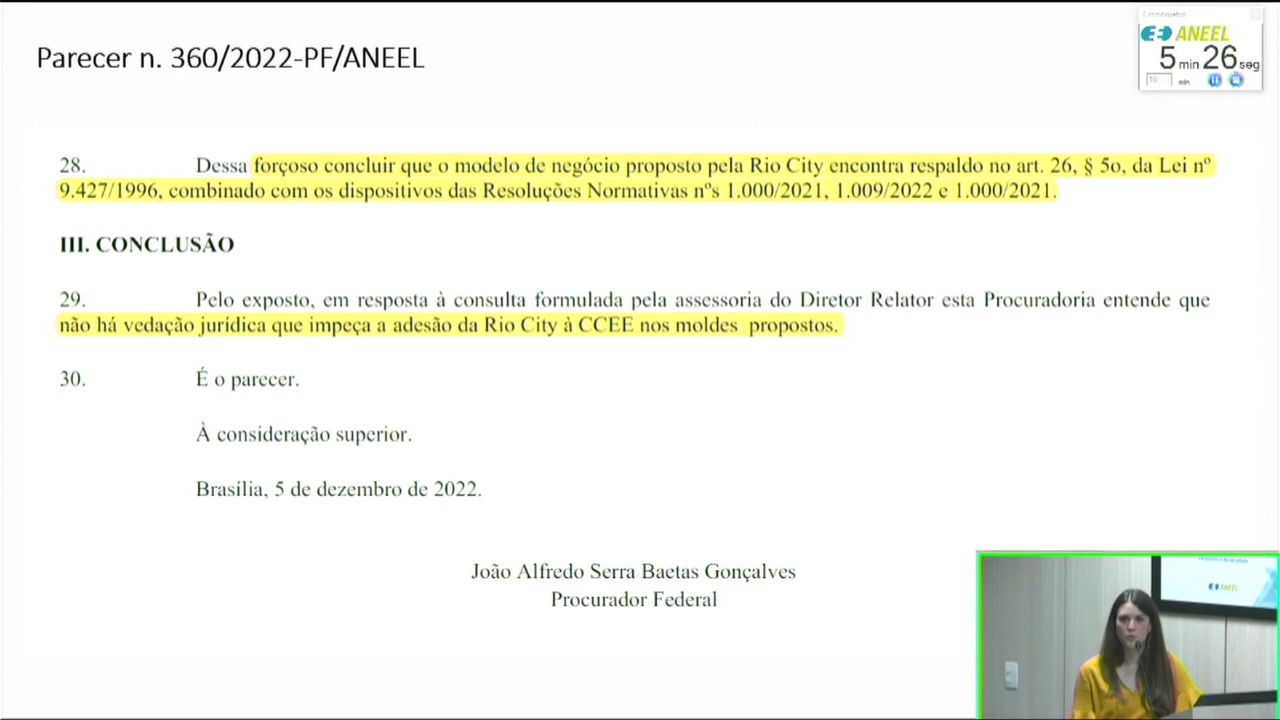 Parecer n. 360/2022-PF/ANEEL
Cronômetro
ANEEL
5 min 26 seg
10 min
28. Dessa forçoso concluir que o modelo de negócio proposto pela Rio City encontra respaldo no art. 26, § 5o, da Lei nº
9.427/1996, combinado com os dispositivos das Resoluções Normativas nºs 1.000/2021, 1.009/2022 e 1.000/2021.
III. CONCLUSÃO
29. Pelo exposto, em resposta à consulta formulada pela assessoria do Diretor Relator esta Procuradoria entende que
não há vedação jurídica que impeça a adesão da Rio City à CCEE nos moldes propostos.
30. É o parecer.
À consideração superior.
Brasília, 5 de dezembro de 2022.
João Alfredo Serra Baetas Gonçalves
Procurador Federal
ANEEL